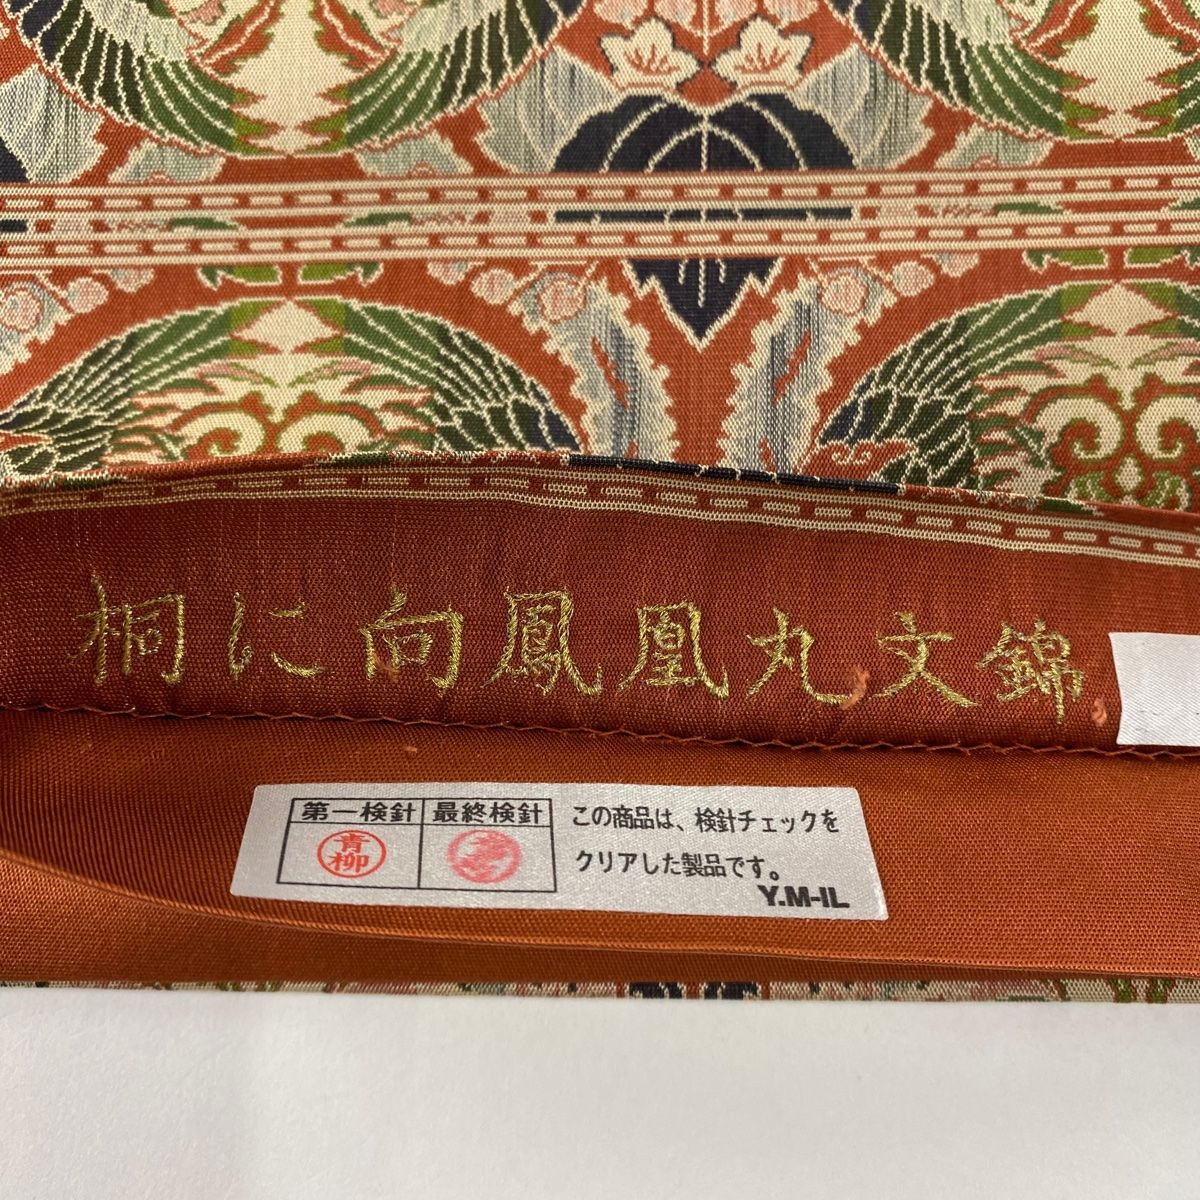 桐に向鳳凰丸文錦
第一検針 最終検針
青柳
この商品は、検針チェックを
クリアした製品です。
Y.M-IL